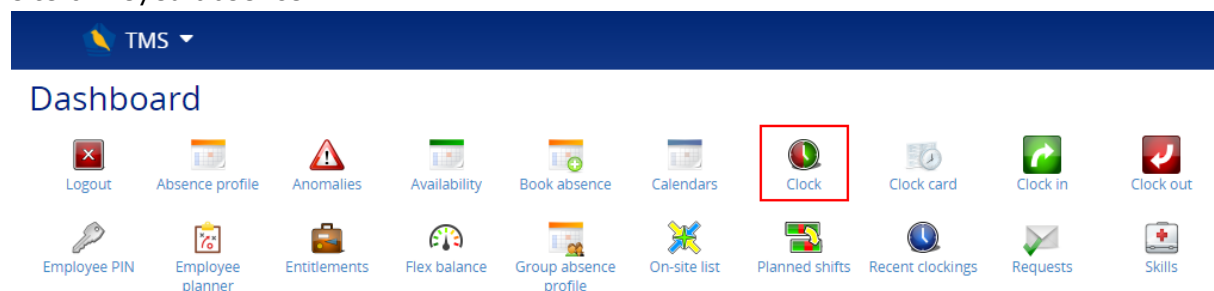 TMS
Dashboard
Logout Absence profile Anomalies Availability Book absence Calendars Clock Clock card Clock in Clock out
Employee PIN Employee planner Entitlements Flex balance Group absence profile On-site list Planned shifts Recent clockings Requests Skills